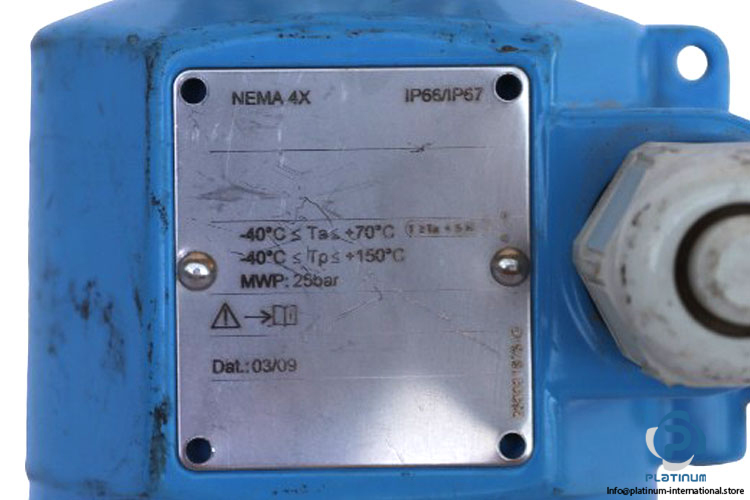 NEMA 4X IP66/IP67
-40°C ≤ Ta ≤ +70°C
-40°C ≤ Tp ≤ +150°C
MWP: 25bar
Dat.: 03/09
PLATINUM
Info@platinum-international.store